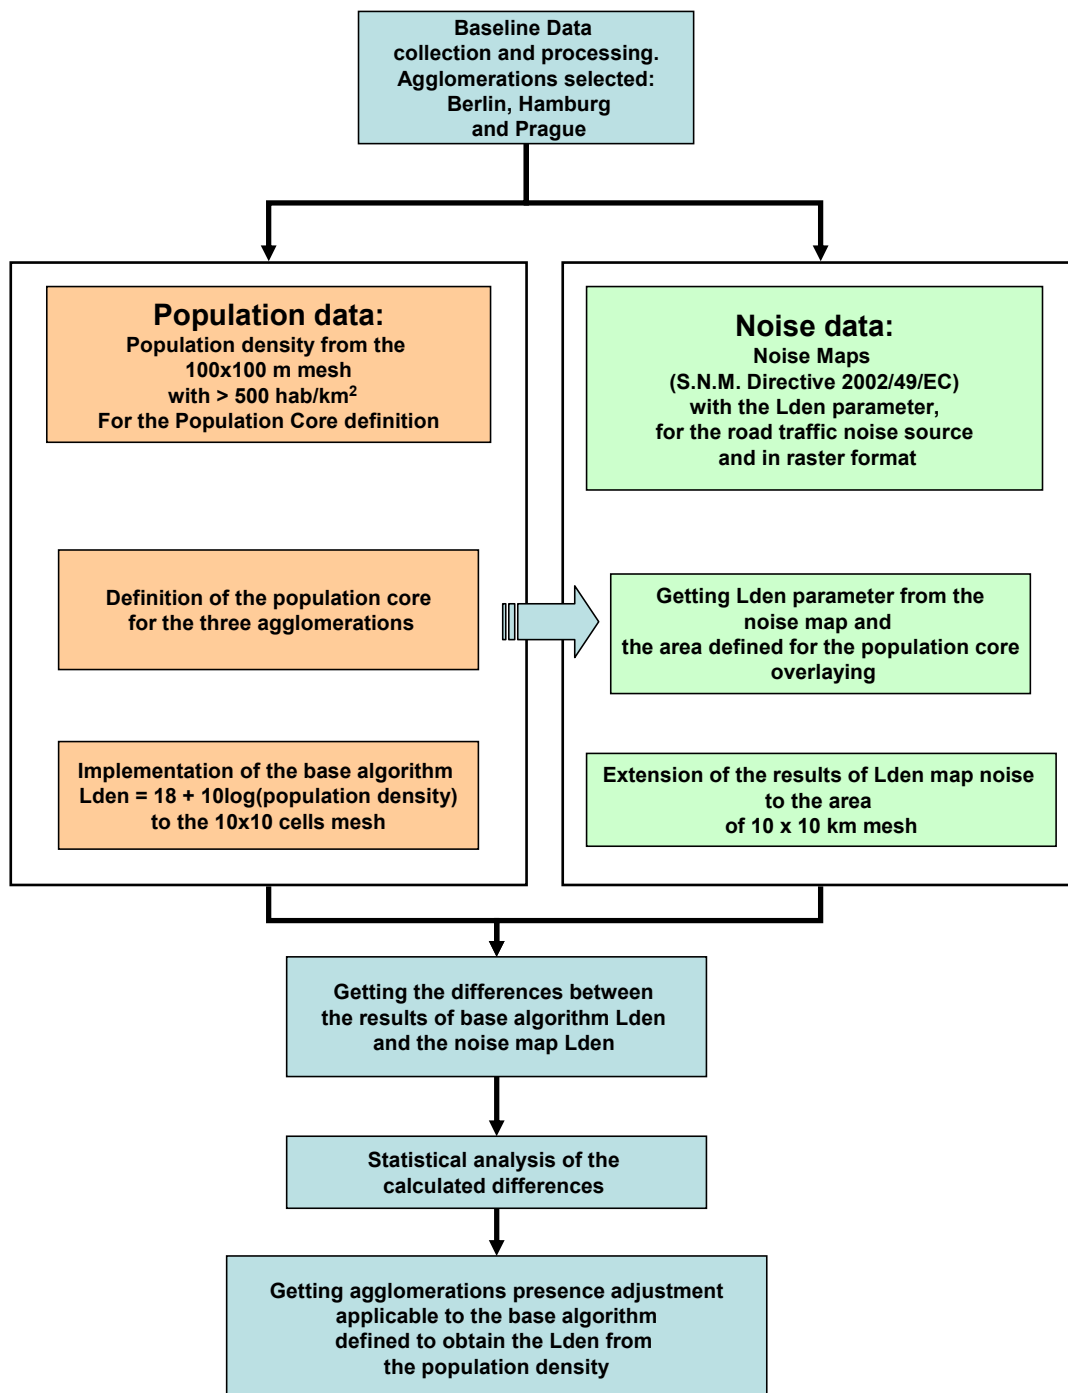 Baseline Data
collection and processing.
Agglomerations selected:
Berlin, Hamburg
and Prague
Population data:
Population density from the
100x100 m mesh
with > 500 hab/km²
For the Population Core definition
Definition of the population core
for the three agglomerations
Implementation of the base algorithm
Lden = 18 + 10log(population density)
to the 10x10 cells mesh
Noise data:
Noise Maps
(S.N.M. Directive 2002/49/EC)
with the Lden parameter,
for the road traffic noise source
and in raster format
Getting Lden parameter from the
noise map and
the area defined for the population core
overlaying
Extension of the results of Lden map noise
to the area
of 10 x 10 km mesh
Getting the differences between
the results of base algorithm Lden
and the noise map Lden
Statistical analysis of the
calculated differences
Getting agglomerations presence adjustment
applicable to the base algorithm
defined to obtain the Lden from
the population density